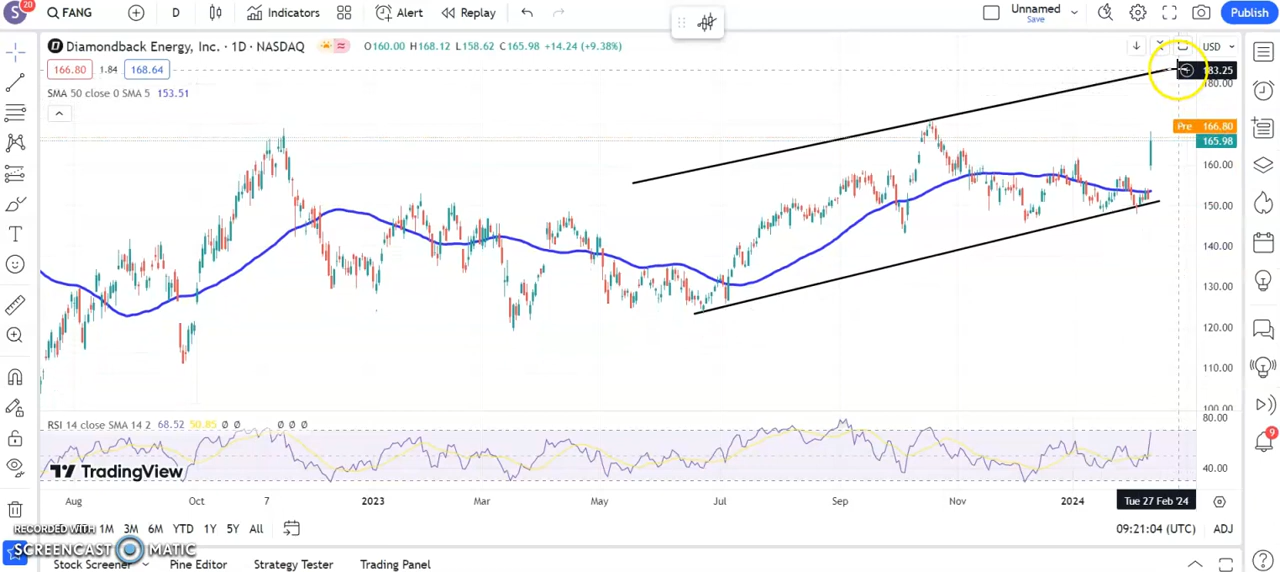 S 20 FANG D Indicators Alert Replay Unnamed Save Publish
Diamondback Energy, Inc. · 1D · NASDAQ O160.00 H168.12 L158.62 C165.98 +14.24 (+9.38%) USD
166.80 1.84 168.64 183.25
180.00
SMA 50 close 0 SMA 5 153.51
Pre 166.80
165.98
160.00
150.00
140.00
130.00
120.00
110.00
100.00
RSI 14 close SMA 14 2 68.52 50.85 Ø Ø Ø Ø Ø 80.00
TradingView 40.00
Aug Oct 7 2023 Mar May Jul Sep Nov 2024 Tue 27 Feb '24
RECORDED WITH 1M 3M 6M YTD 1Y 5Y All 09:21:04 (UTC) ADJ
SCREENCAST MATIC
Stock Screener Pine Editor Strategy Tester Trading Panel
9